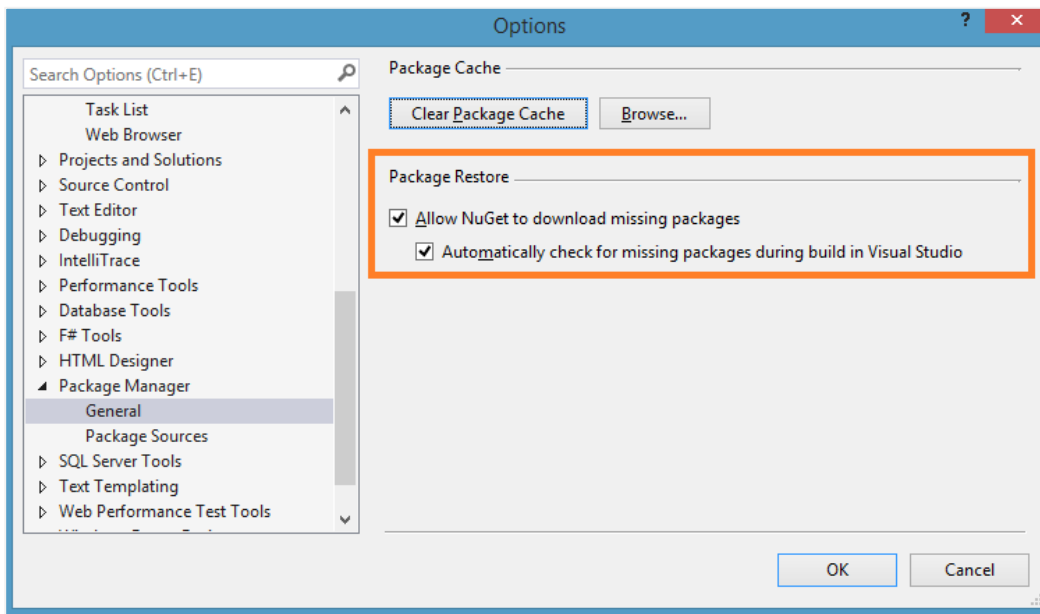 Options
?
Search Options (Ctrl+E)
Task List
Web Browser
Projects and Solutions
Source Control
Text Editor
Debugging
IntelliTrace
Performance Tools
Database Tools
F# Tools
HTML Designer
Package Manager
General
Package Sources
SQL Server Tools
Text Templating
Web Performance Test Tools
Package Cache
Clear Package Cache
Browse...
Package Restore
Allow NuGet to download missing packages
Automatically check for missing packages during build in Visual Studio
OK
Cancel